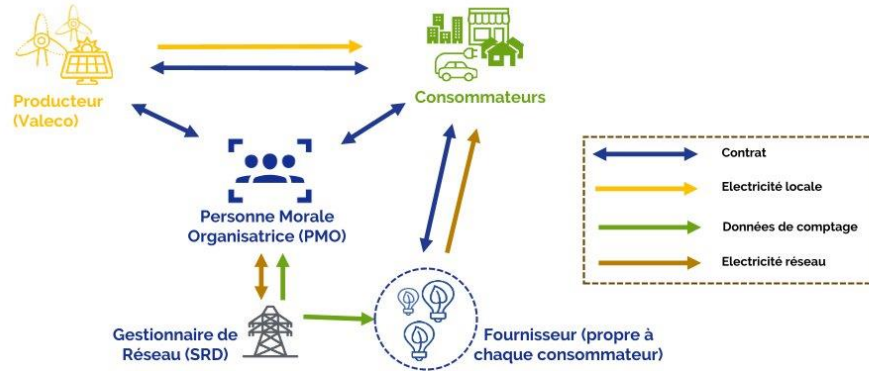 Producteur
(Valeco)
Consommateurs
Personne Morale
Organisatrice (PMO)
Gestionnaire de
Réseau (SRD)
Fournisseur (propre à
chaque consommateur)
Contrat
Electricité locale
Données de comptage
Electricité réseau